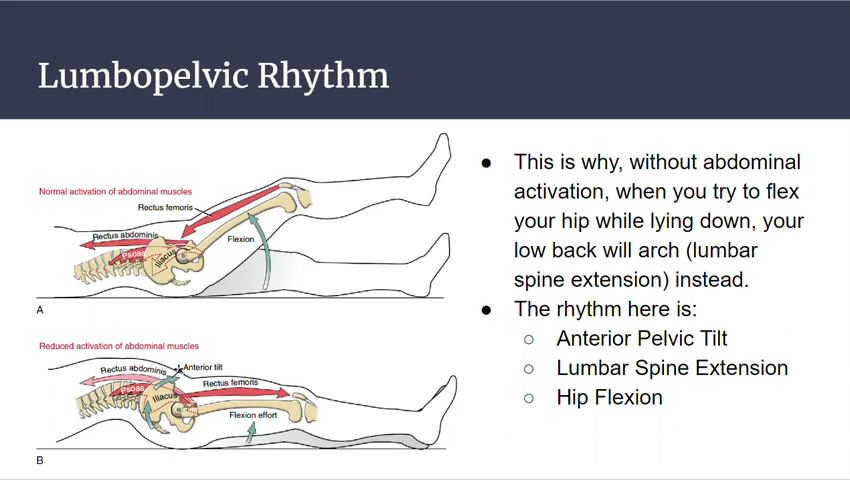 Lumbopelvic Rhythm
Normal activation of abdominal muscles
Rectus femoris
Rectus abdominis
Flexion
Psoas
Iliacus
A
Reduced activation of abdominal muscles
Rectus abdominis
Anterior tilt
Rectus femoris
Psoas
Iliacus
Flexion effort
B
● This is why, without abdominal
activation, when you try to flex
your hip while lying down, your
low back will arch (lumbar
spine extension) instead.
● The rhythm here is:
○ Anterior Pelvic Tilt
○ Lumbar Spine Extension
○ Hip Flexion